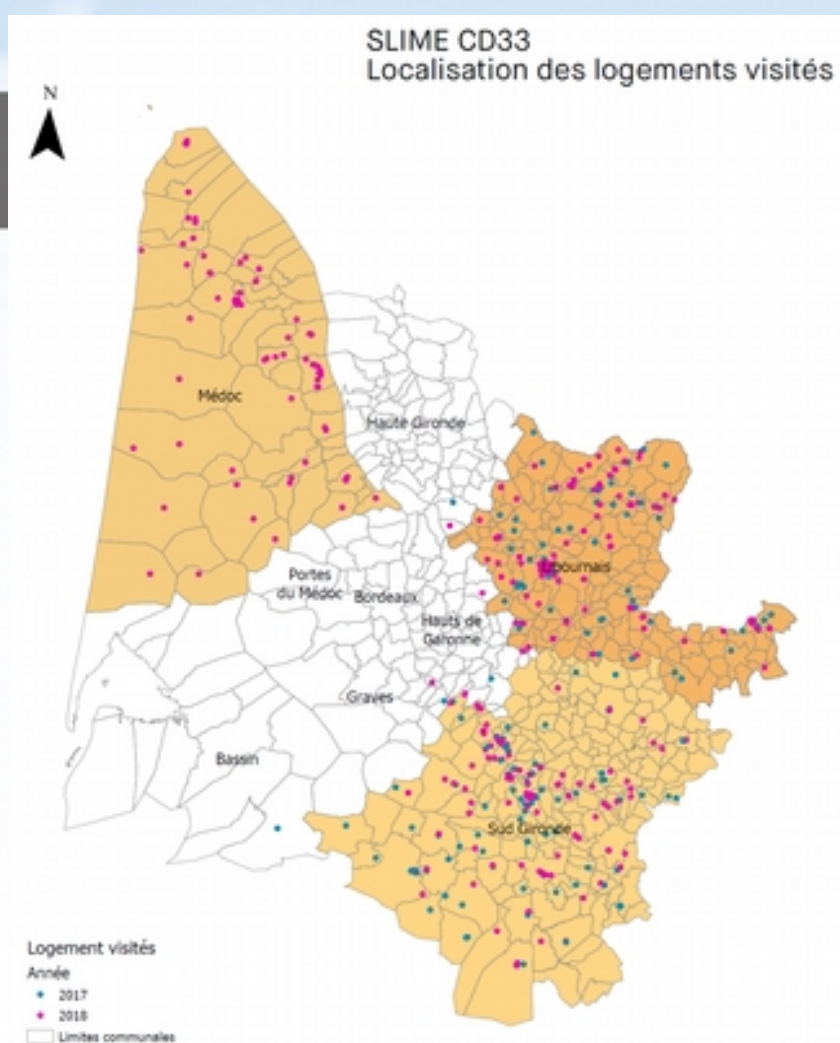 SLIME CD33
Localisation des logements visités
N
Médoc
Haute Gironde
Libournais
Portes
du Médoc
Bordeaux
Hauts de
Garonne
Graves
Bassin
Sud Gironde
Logement visités
Année
2017
2018
Limites communales